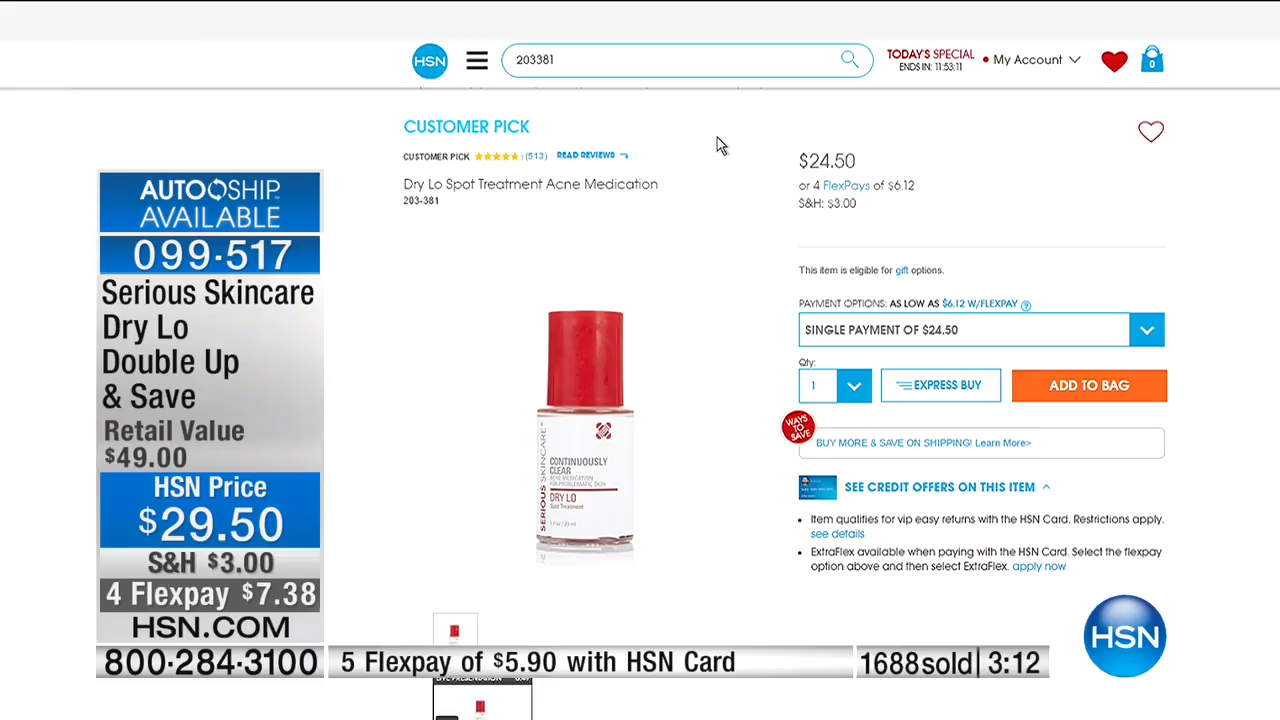 HSN
203381
TODAY'S SPECIAL
ENDS IN: 11:53:11
My Account
0
CUSTOMER PICK
CUSTOMER PICK (513) READ REVIEWS
Dry Lo Spot Treatment Acne Medication
203-381
$24.50
or 4 FlexPays of $6.12
S&H: $3.00
This item is eligible for gift options.
PAYMENT OPTIONS: AS LOW AS $6.12 W/FLEXPAY ?
SINGLE PAYMENT OF $24.50
Qty:
1
EXPRESS BUY
ADD TO BAG
WAYS TO SAVE
BUY MORE & SAVE ON SHIPPING! Learn More>
SEE CREDIT OFFERS ON THIS ITEM
Item qualifies for vip easy returns with the HSN Card. Restrictions apply.
see details
ExtraFlex available when paying with the HSN Card. Select the flexpay
option above and then select ExtraFlex. apply now
SERIOUS SKINCARE®
CONTINUOUSLY
CLEAR
ACNE MEDICATION
FOR PROBLEMATIC SKIN
DRY LO
Spot Treatment
AUTOSHIP
AVAILABLE
099·517
Serious Skincare
Dry Lo
Double Up
& Save
Retail Value
$49.00
HSN Price
$29.50
S&H $3.00
4 Flexpay $7.38
HSN.COM
800·284·3100
5 Flexpay of $5.90 with HSN Card
1688sold 3:12
HSN